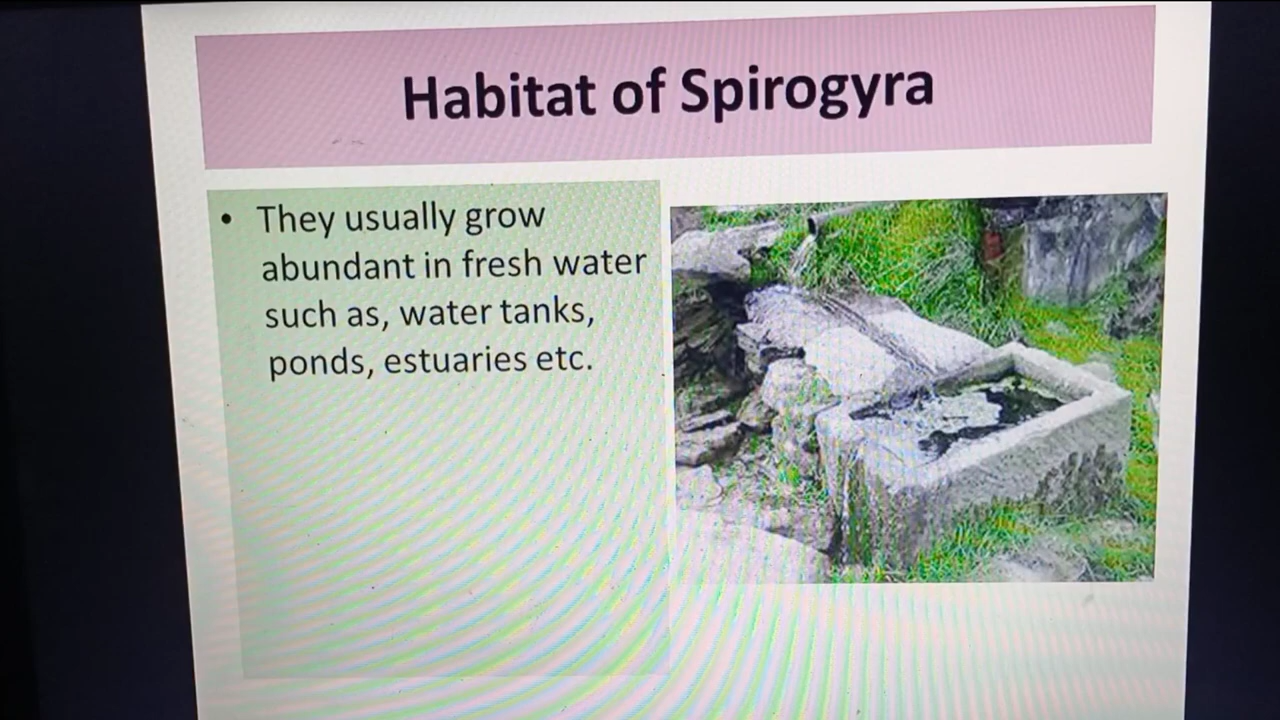 Habitat of Spirogyra
• They usually grow
abundant in fresh water
such as, water tanks,
ponds, estuaries etc.